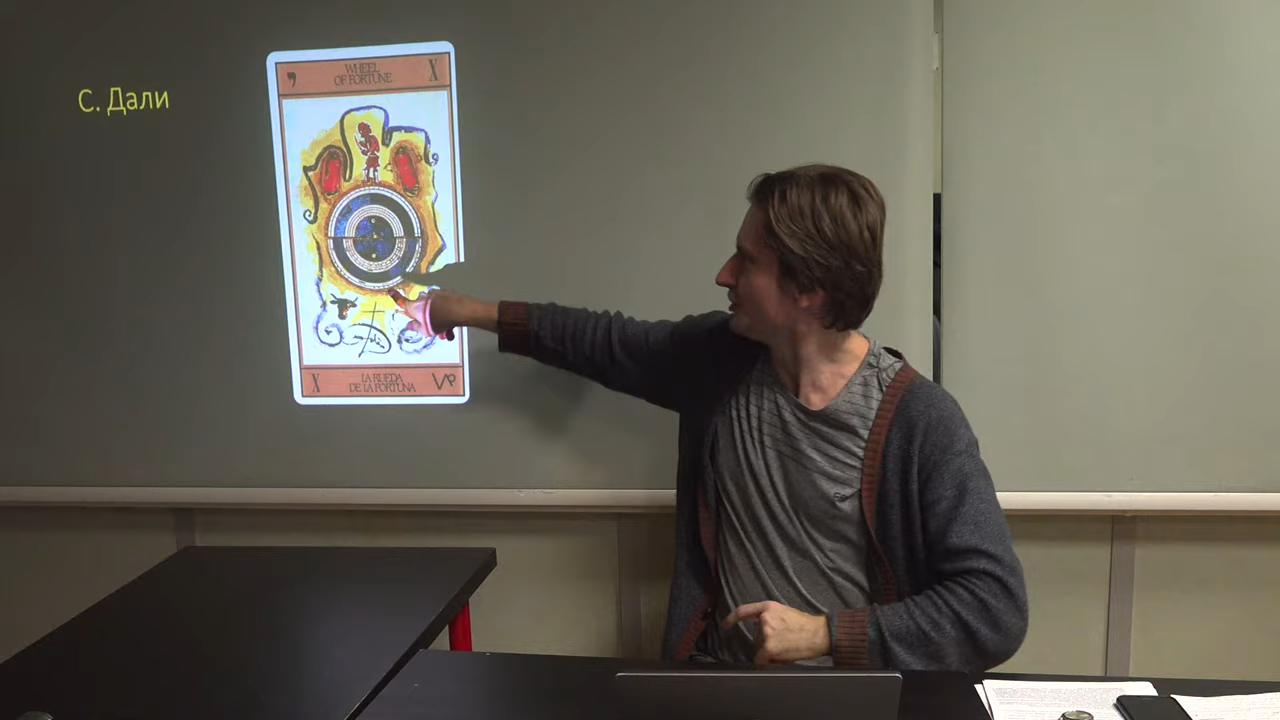 С. Дали
WHEEL
OF FORTUNE
X
X
LA RUEDA
DE LA FORTUNA